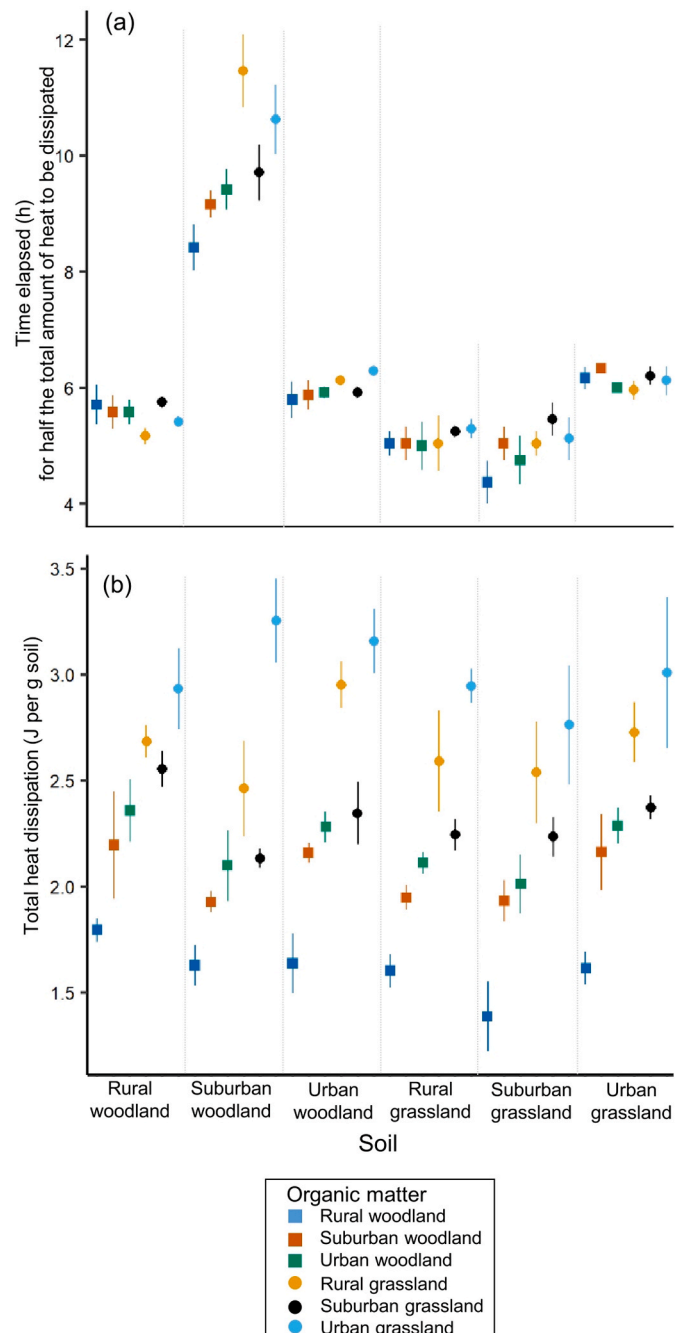 (a)
Time elapsed (h)
for half the total amount of heat to be dissipated
12
10
8
6
4
(b)
Total heat dissipation (J per g soil)
3.5
3.0
2.5
2.0
1.5
Rural
woodland
Suburban
woodland
Urban
woodland
Rural
grassland
Suburban
grassland
Urban
grassland
Soil
Organic matter
Rural woodland
Suburban woodland
Urban woodland
Rural grassland
Suburban grassland
Urban grassland